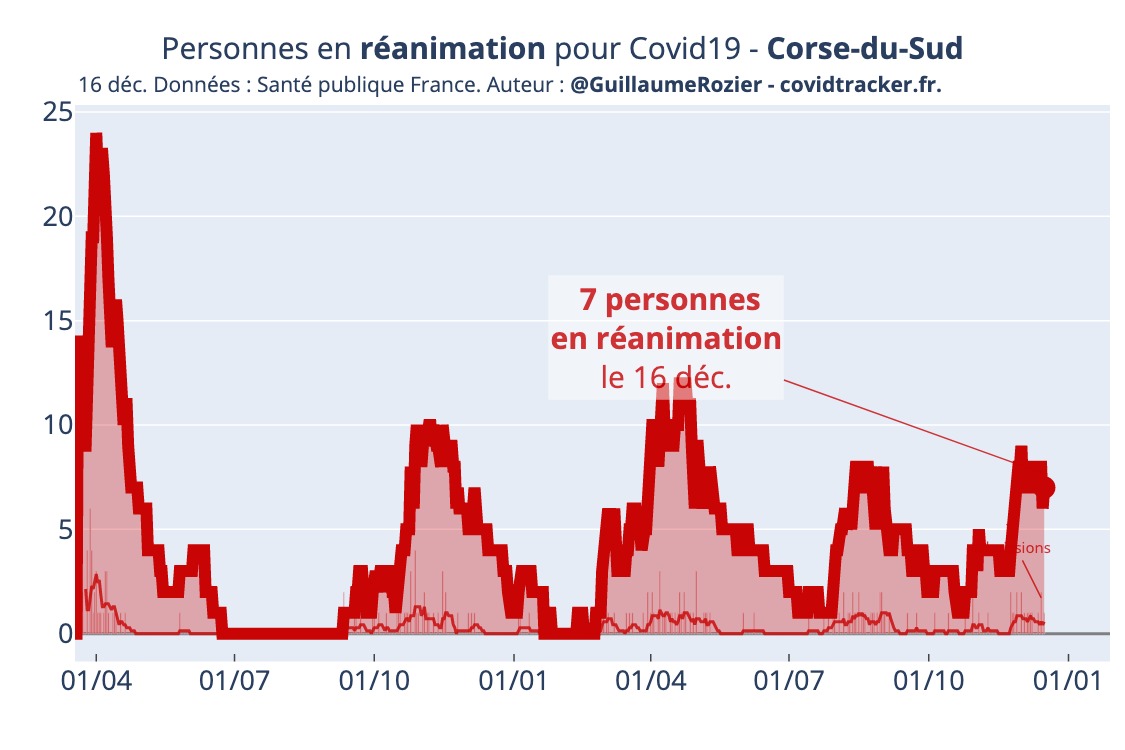 Personnes en réanimation pour Covid19 - Corse-du-Sud
16 déc. Données : Santé publique France. Auteur : @GuillaumeRozier - covidtracker.fr.
25
20
15
10
5
0
7 personnes
en réanimation
le 16 déc.
01/04 01/07 01/10 01/01 01/04 01/07 01/10 01/01